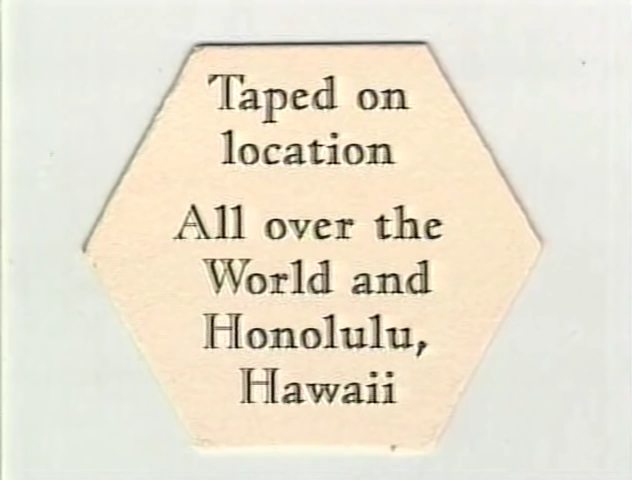 Taped on
location
All over the
World and
Honolulu,
Hawaii